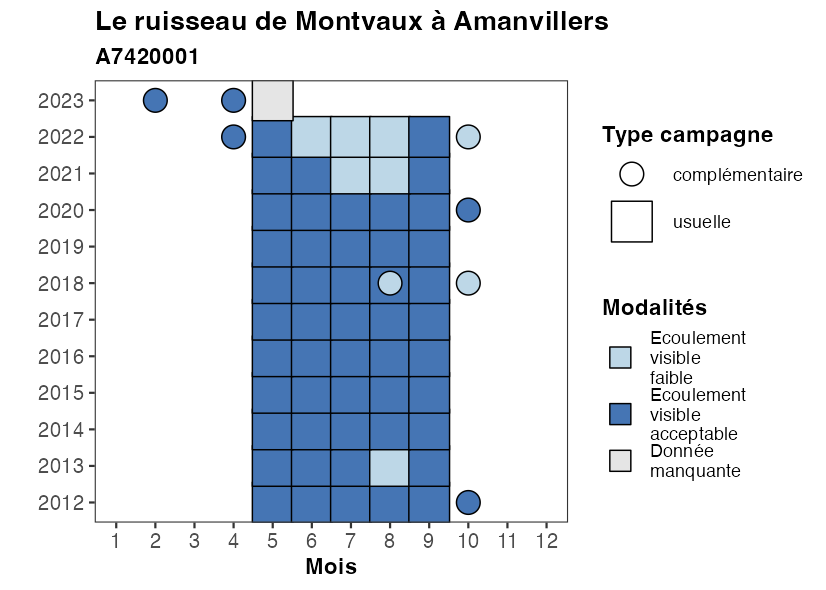 Le ruisseau de Montvaux à Amanvillers
A7420001
2023
2022
2021
2020
2019
2018
2017
2016
2015
2014
2013
2012
1 2 3 4 5 6 7 8 9 10 11 12
Mois
Type campagne
complémentaire
usuelle
Modalités
Ecoulement
visible
faible
Ecoulement
visible
acceptable
Donnée
manquante